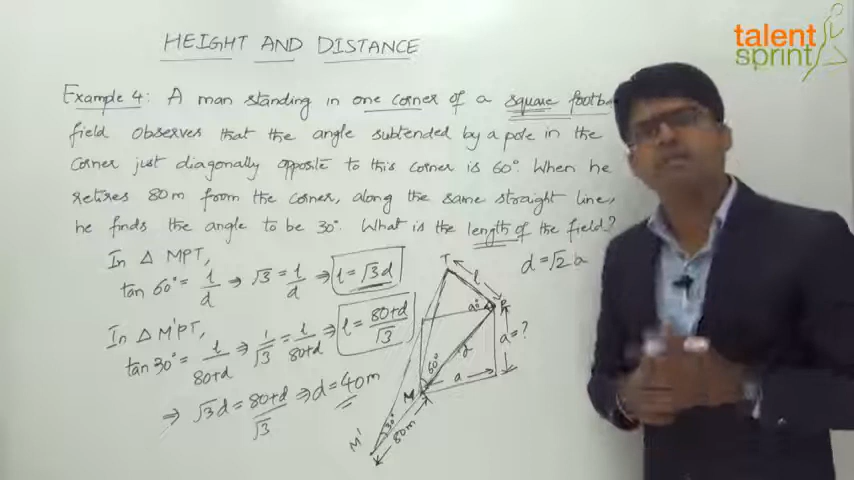 talent
sprint
HEIGHT AND DISTANCE
Example 4: A man standing in one corner of a square footba
field observes that the angle subtended by a pole in the
corner just diagonally opposite to this corner is 60°. When he
retires 80m from the corner, along the same straight line,
he finds the angle to be 30°. What is the length of the field?
In Δ MPT,
tan 60° = l/d ⇒ √3 = l/d ⇒ l = √3d
In Δ M'PT,
tan 30° = l/80+d ⇒ 1/√3 = l/80+d ⇒ l = 80+d/√3
⇒ √3d = 80+d/√3 ⇒ d = 40m
d = √2 a
T
l
P
a = ?
60°
d
a
M
30°
80m
M'